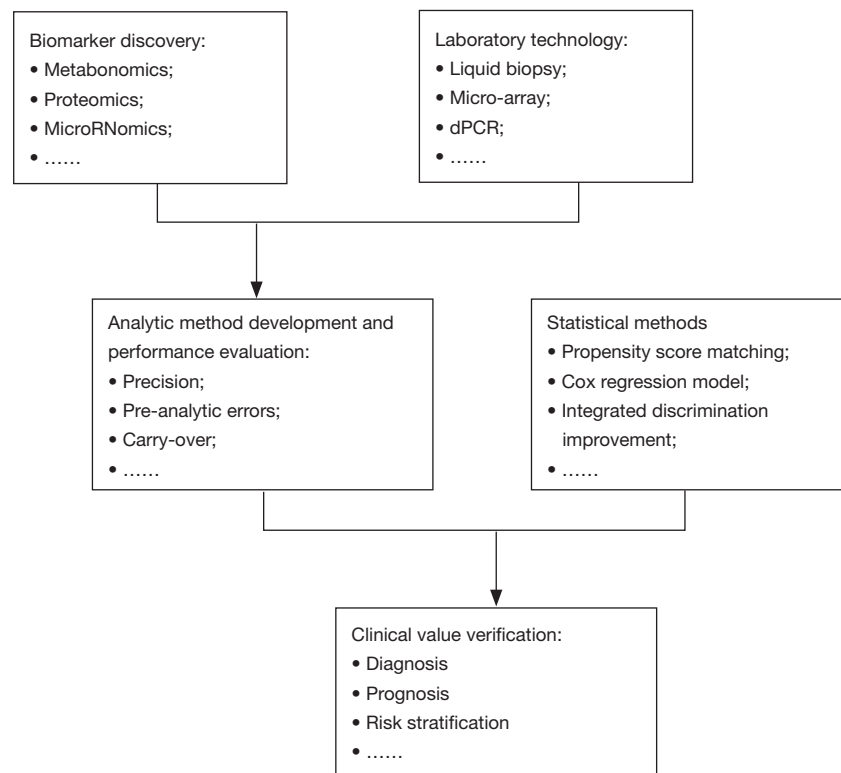 Biomarker discovery:
• Metabonomics;
• Proteomics;
• MicroRNomics;
• ……
Laboratory technology:
• Liquid biopsy;
• Micro-array;
• dPCR;
• ……
Analytic method development and
performance evaluation:
• Precision;
• Pre-analytic errors;
• Carry-over;
• ……
Statistical methods
• Propensity score matching;
• Cox regression model;
• Integrated discrimination
improvement;
• ……
Clinical value verification:
• Diagnosis
• Prognosis
• Risk stratification
• ……